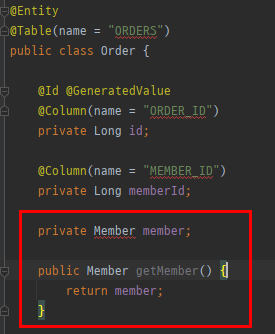 @Entity
@Table(name = "ORDERS")
public class Order {
@Id @GeneratedValue
@Column(name = "ORDER_ID")
private Long id;
@Column(name = "MEMBER_ID")
private Long memberId;
private Member member;
public Member getMember() {
return member;
}